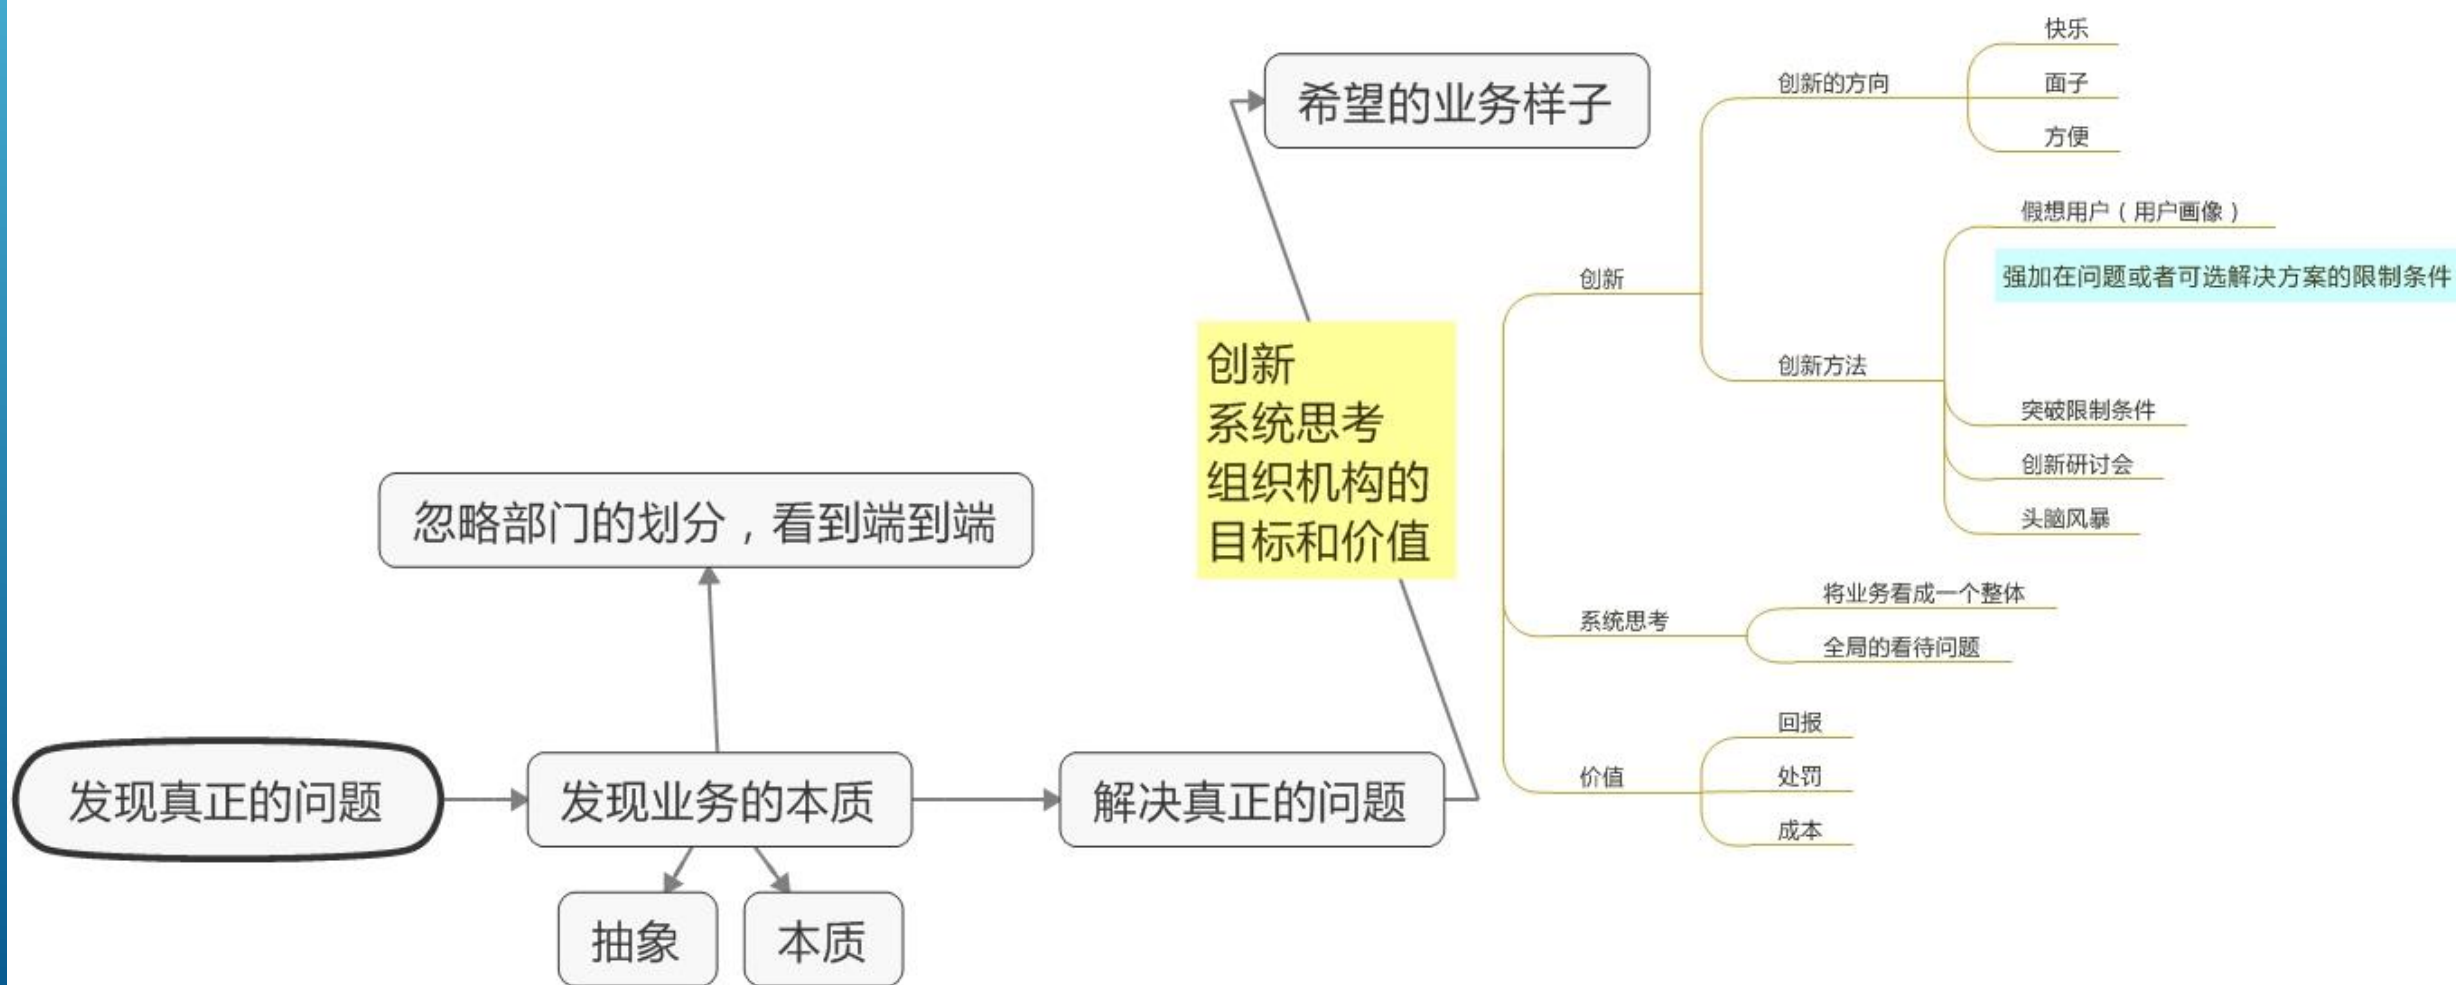 希望的业务样子
创新
系统思考
组织机构的
目标和价值
忽略部门的划分，看到端到端
发现真正的问题
发现业务的本质
解决真正的问题
抽象
本质
创新
创新的方向
快乐
面子
方便
创新方法
假想用户（用户画像）
强加在问题或者可选解决方案的限制条件
突破限制条件
创新研讨会
头脑风暴
系统思考
将业务看成一个整体
全局的看待问题
价值
回报
处罚
成本